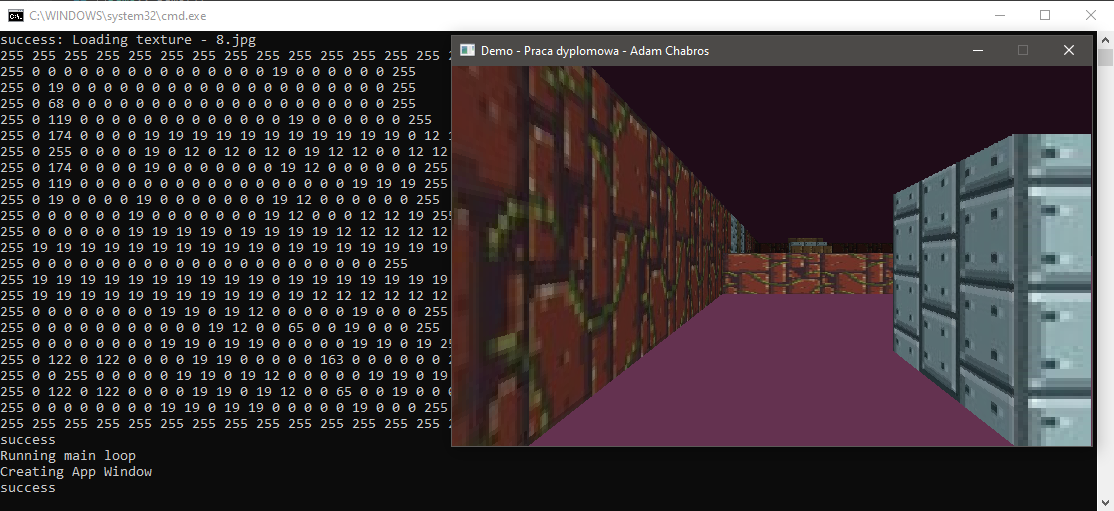 C:\WINDOWS\system32\cmd.exe
success: Loading texture - 8.jpg
255 255 255 255 255 255 255 255 255 255 255 255 255 255
255 0 0 0 0 0 0 0 0 0 0 0 0 0 0 0 19 0 0 0 0 0 0 255
255 0 19 0 0 0 0 0 0 0 0 0 0 0 0 0 0 0 0 0 0 0 0 255
255 0 68 0 0 0 0 0 0 0 0 0 0 0 0 0 0 0 0 0 0 0 0 255
255 0 119 0 0 0 0 0 0 0 0 0 0 0 0 0 19 0 0 0 0 0 0 255
255 0 174 0 0 0 0 19 19 19 19 19 19 19 19 19 19 19 0 12
255 0 255 0 0 0 0 19 0 12 0 12 0 12 0 19 12 12 0 0 12 12
255 0 174 0 0 0 0 19 0 0 0 0 0 0 0 19 12 0 0 0 0 0 0 255
255 0 119 0 0 0 0 0 0 0 0 0 0 0 0 0 0 0 0 0 19 19 19 255
255 0 19 0 0 0 0 19 0 0 0 0 0 0 0 19 12 0 0 0 0 0 0 255
255 0 0 0 0 0 0 19 0 0 0 0 0 0 0 19 12 0 0 0 12 12 19 255
255 0 0 0 0 0 0 19 19 19 19 0 19 19 19 19 12 12 12 12 12
19 19 19 19 19 19 19 19 19 19 19 0 19 19 19 19 19 19 19
255 0 0 0 0 0 0 0 0 0 0 0 0 0 0 0 0 0 0 0 0 0 0 255
19 19 19 19 19 19 19 19 19 19 19 0 19 19 19 19 19 19 19
19 19 19 19 19 19 19 19 19 19 19 0 19 12 12 12 12 12 12
255 0 0 0 0 0 0 0 0 19 19 0 19 12 0 0 0 0 0 19 0 0 0 255
255 0 0 0 0 0 0 0 0 0 0 0 19 12 0 0 65 0 0 19 0 0 0 255
255 0 0 0 0 0 0 0 0 19 19 0 19 19 0 0 0 0 0 19 19 0 19
255 0 122 0 122 0 0 0 0 19 19 0 0 0 0 0 163 0 0 0 0 0 0
255 0 0 255 0 0 0 0 0 19 19 0 19 12 0 0 0 0 0 19 19 0 19
255 0 122 0 122 0 0 0 0 19 19 0 19 12 0 0 65 0 0 19 0 0
255 0 0 0 0 0 0 0 0 19 19 0 19 19 0 0 0 0 0 19 0 0 0 255
255 255 255 255 255 255 255 255 255 255 255 255 255 255
success
Running main loop
Creating App Window
success
Demo - Praca dyplomowa - Adam Chabros